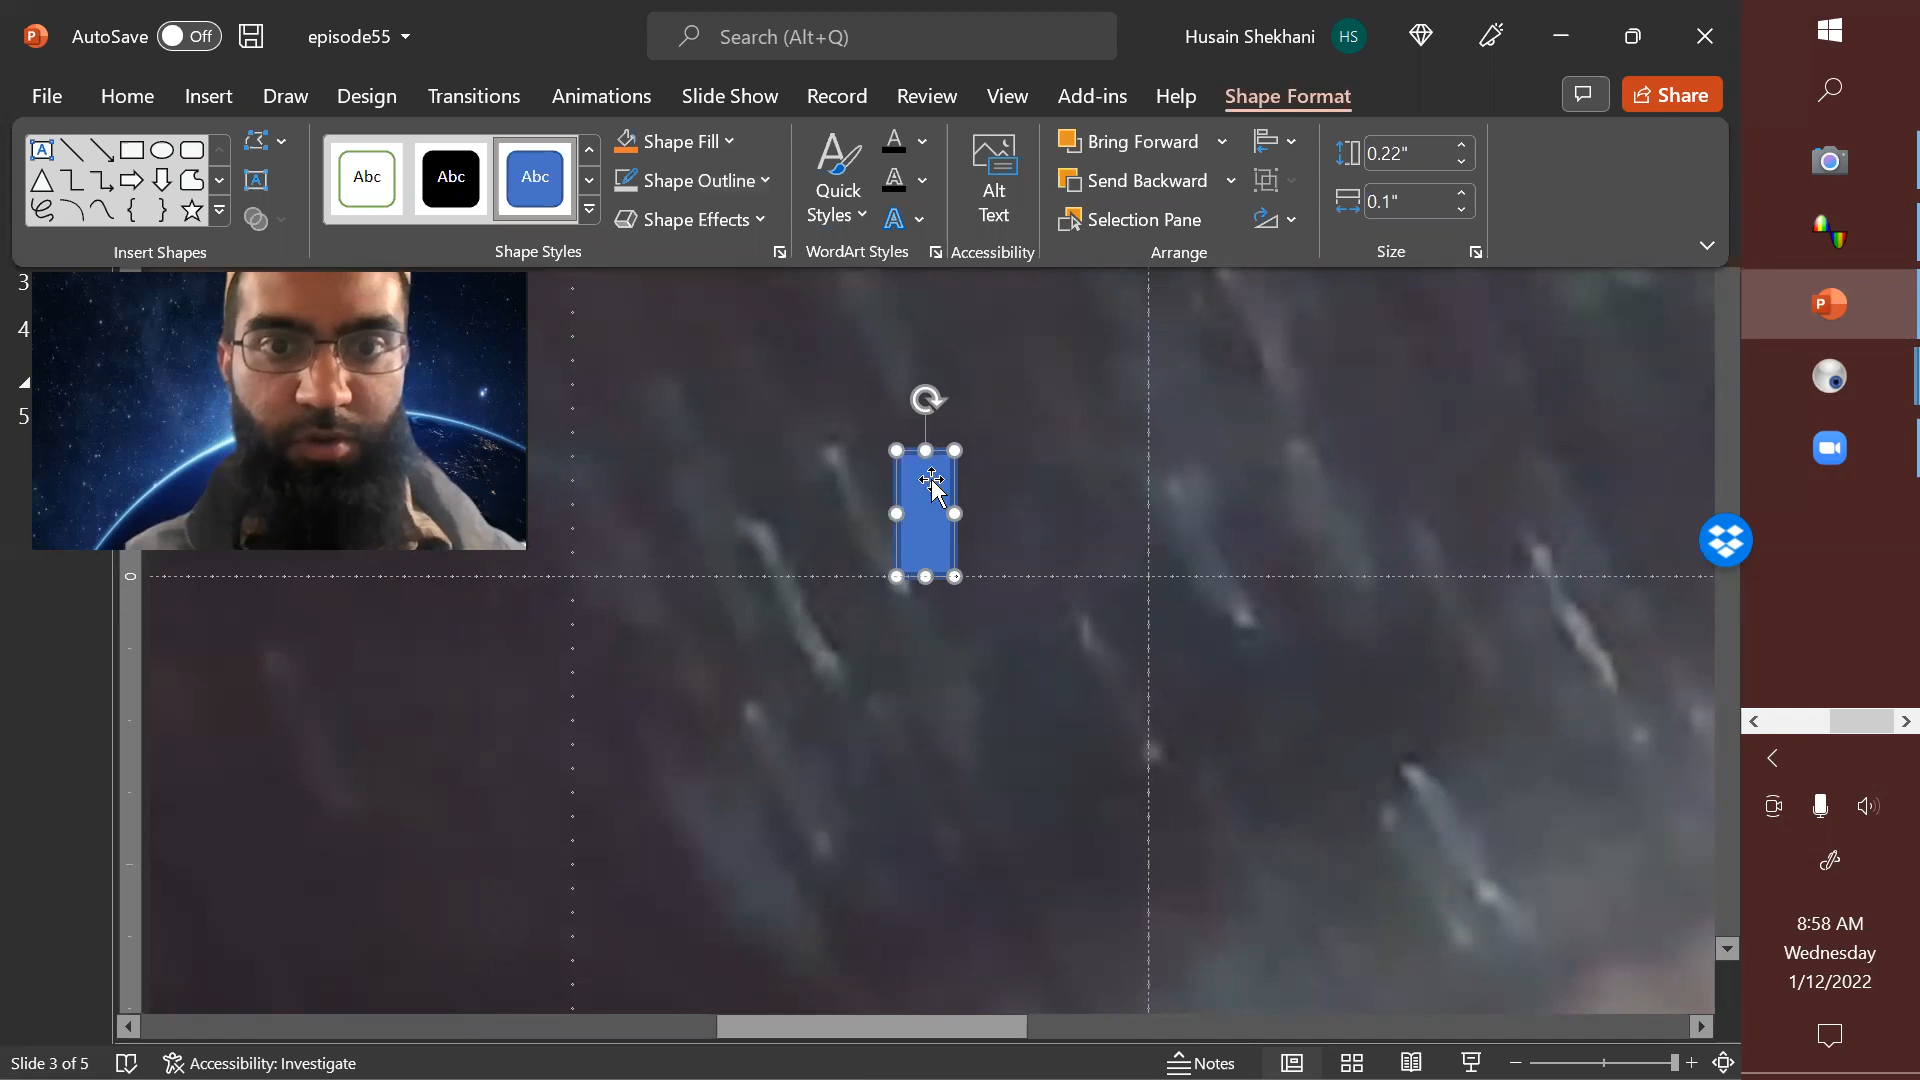 P AutoSave Off episode55 Search (Alt+Q) Husain Shekhani HS
File Home Insert Draw Design Transitions Animations Slide Show Record Review View Add-ins Help Shape Format Share
A
Abc Abc Abc
Shape Fill
Shape Outline
Shape Effects
Quick
Styles
A
A
A
Alt
Text
Bring Forward
Send Backward
Selection Pane
0.22"
0.1"
Insert Shapes Shape Styles WordArt Styles Accessibility Arrange Size
3
4
5
0
P
8:58 AM
Wednesday
1/12/2022
Slide 3 of 5 Accessibility: Investigate Notes